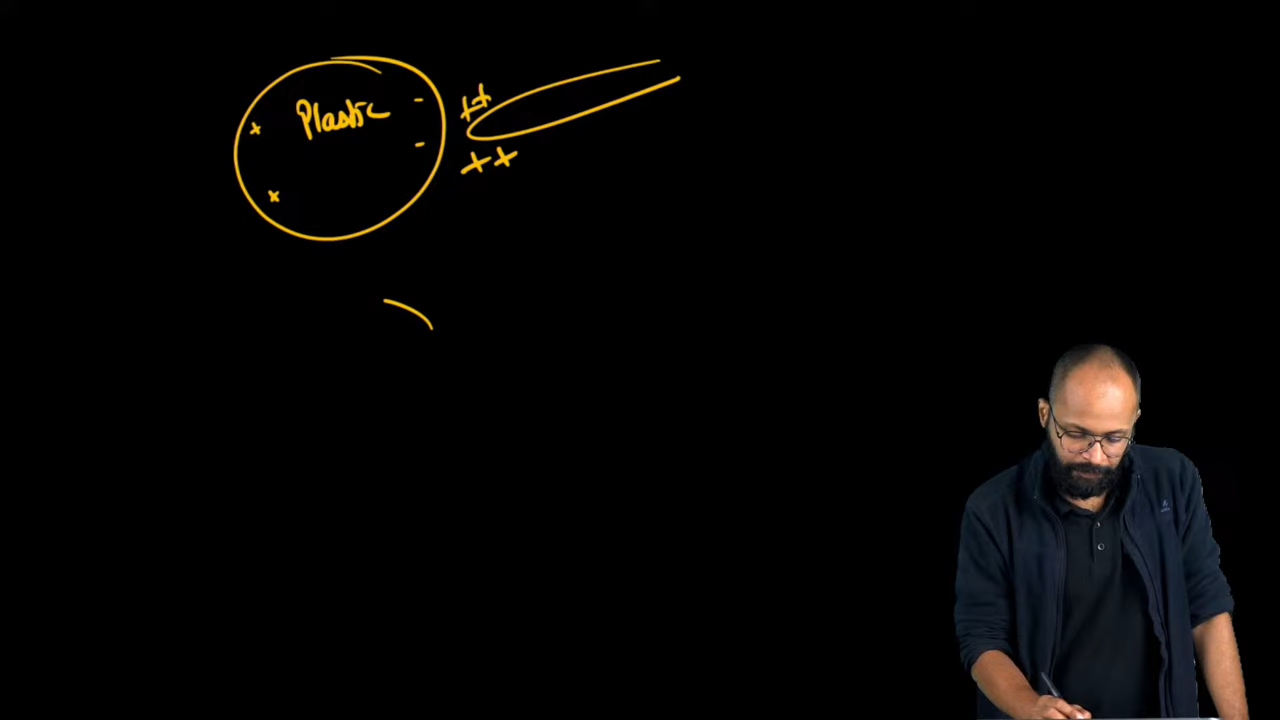 Plastic
- ++
+
- ++
+